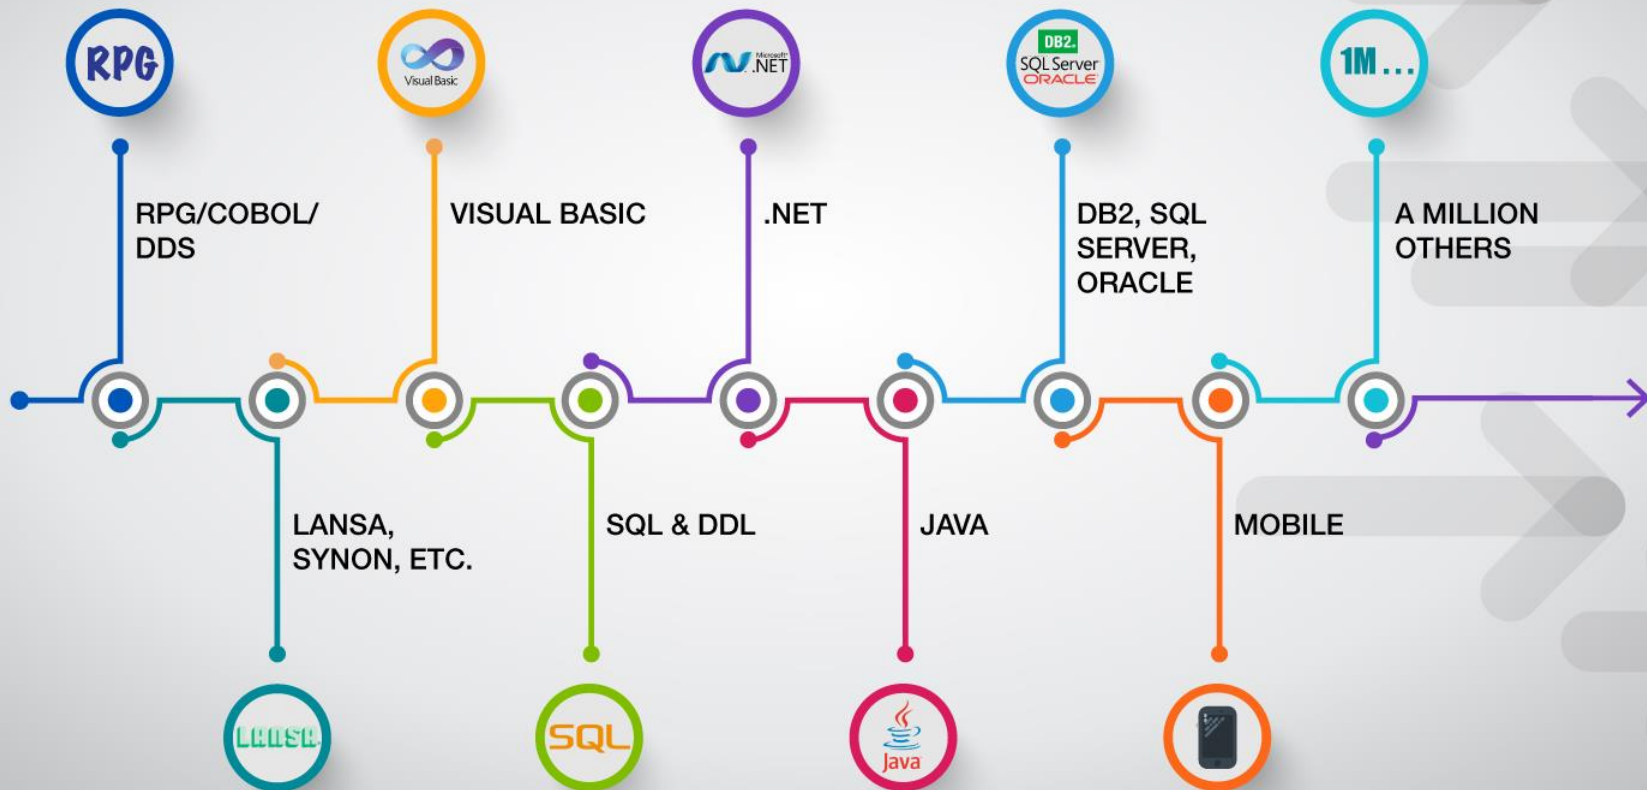 RPG
Visual Basic
Microsoft
.NET
DB2.
SQL Server
ORACLE
1M...
RPG/COBOL/
DDS
VISUAL BASIC
.NET
DB2, SQL
SERVER,
ORACLE
A MILLION
OTHERS
LANSA,
SYNON, ETC.
SQL & DDL
JAVA
MOBILE
LANSA
SQL
Java